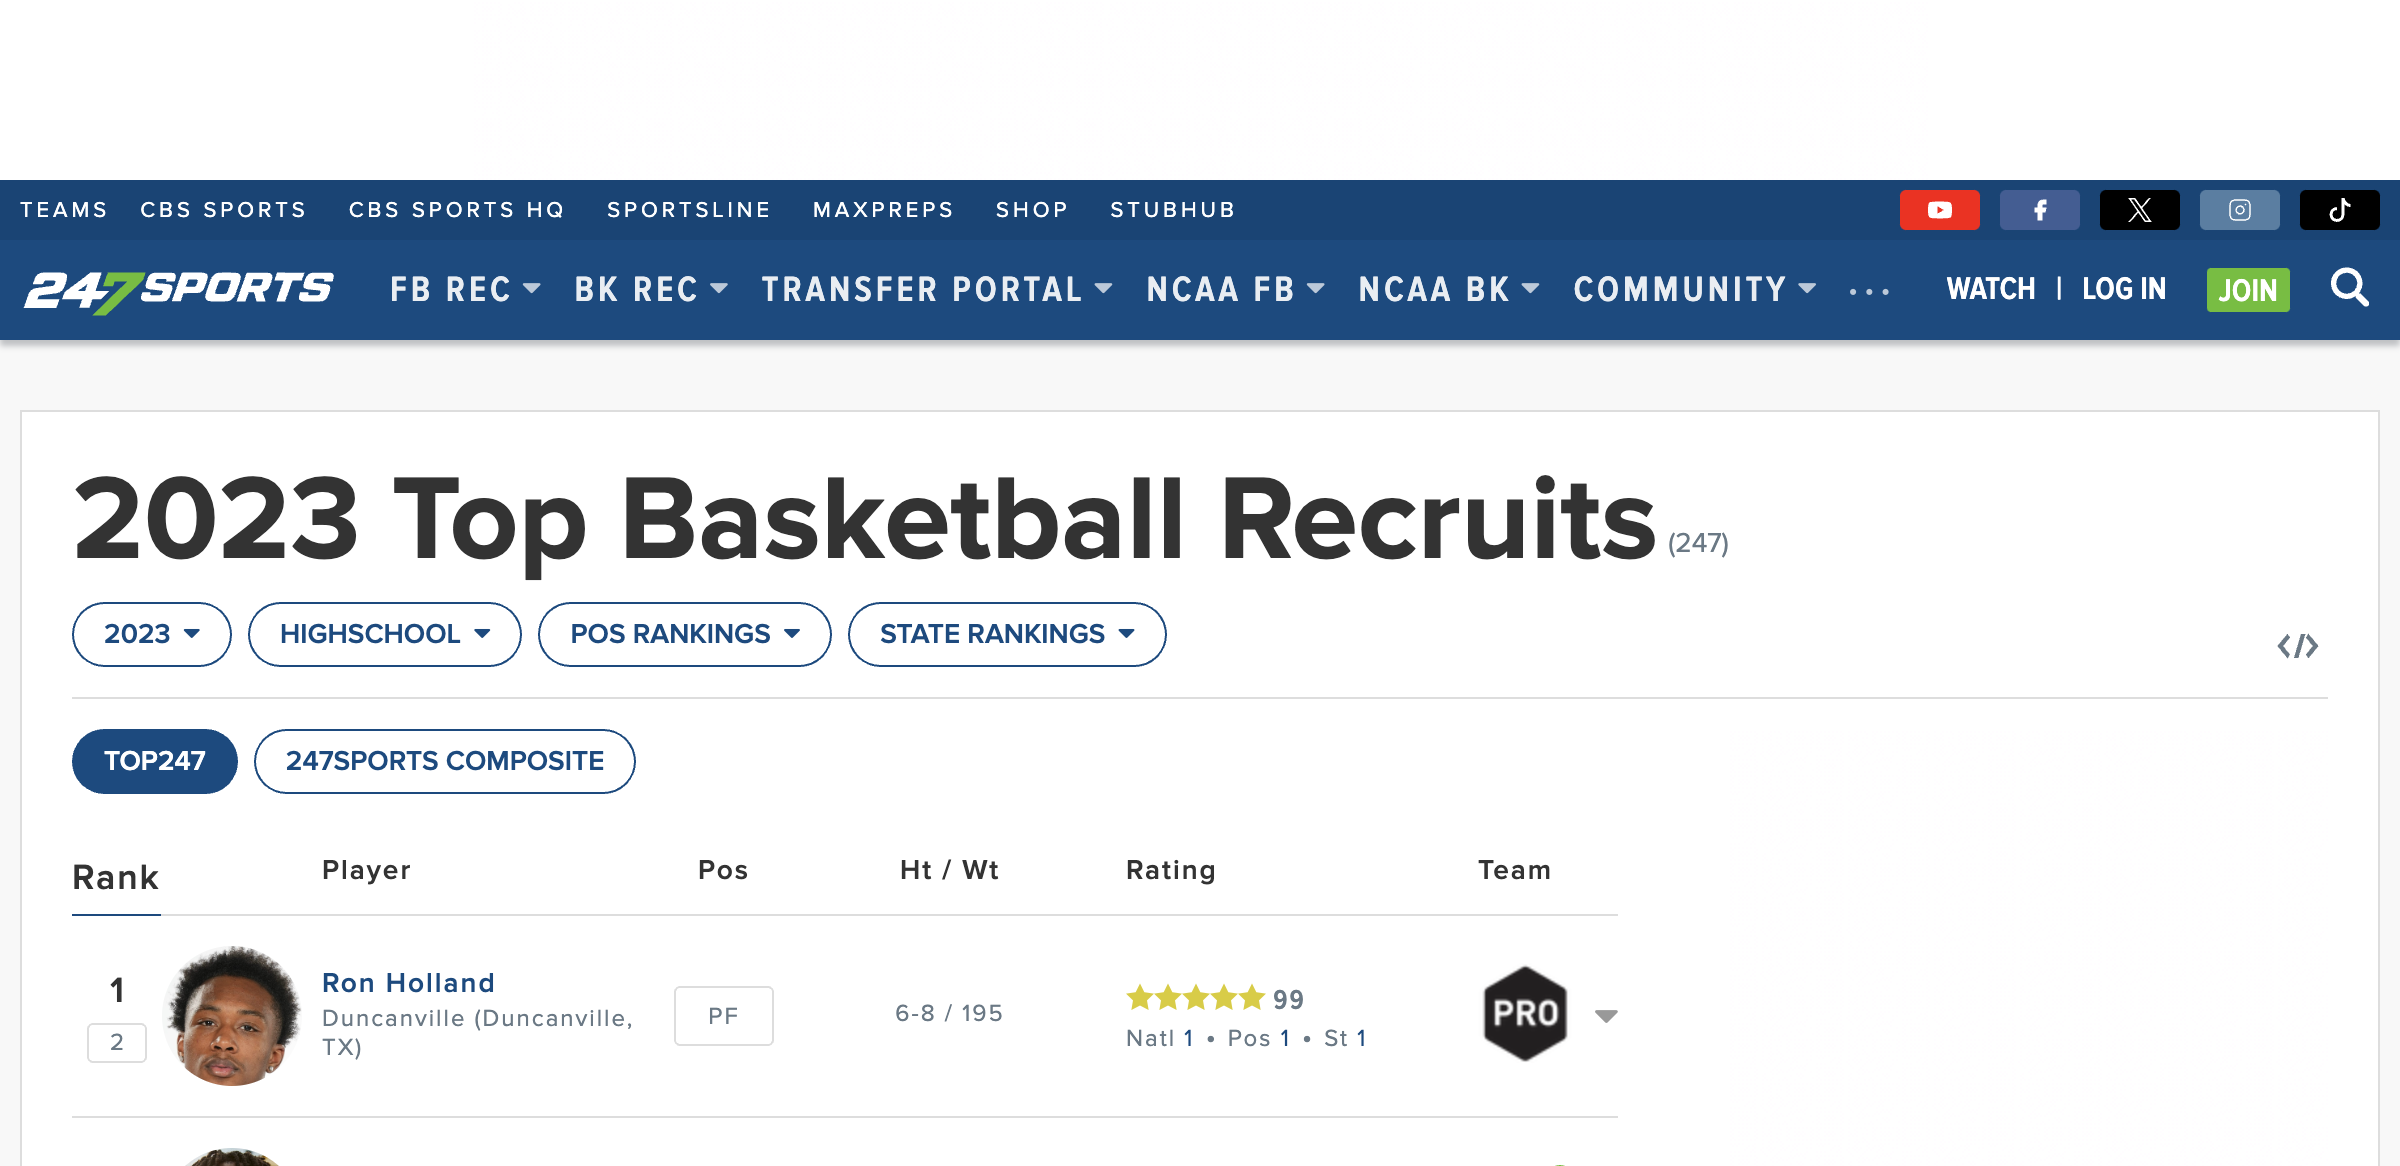 TEAMS CBS SPORTS CBS SPORTS HQ SPORTSLINE MAXPREPS SHOP STUBHUB
247SPORTS FB REC BK REC TRANSFER PORTAL NCAA FB NCAA BK COMMUNITY ... WATCH | LOG IN JOIN
2023 Top Basketball Recruits (247)
2023 HIGHSCHOOL POS RANKINGS STATE RANKINGS </>
TOP247 247SPORTS COMPOSITE
Rank Player Pos Ht / Wt Rating Team
1 Ron Holland PF 6-8 / 195 99 PRO
2 Duncanville (Duncanville, Natl 1 • Pos 1 • St 1
TX)